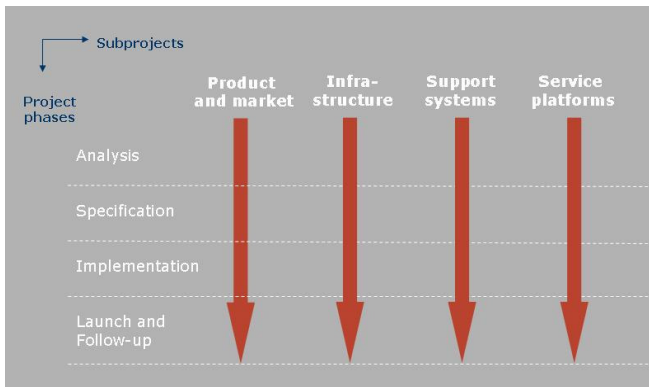 Subprojects
Project
phases
Product
and market
Infra-
structure
Support
systems
Service
platforms
Analysis
Specification
Implementation
Launch and
Follow-up